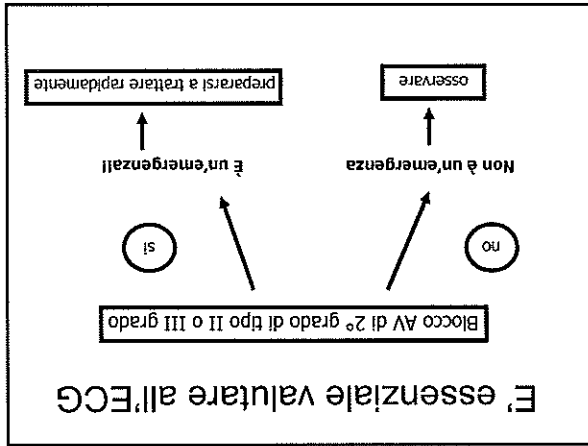 E' essenziale valutare all'ECG
Blocco AV di 2° grado di tipo II o III grado
no
si
Non à un'emergenza
È un'emergenza!!
osservare
prepararsi a trattare rapidamente